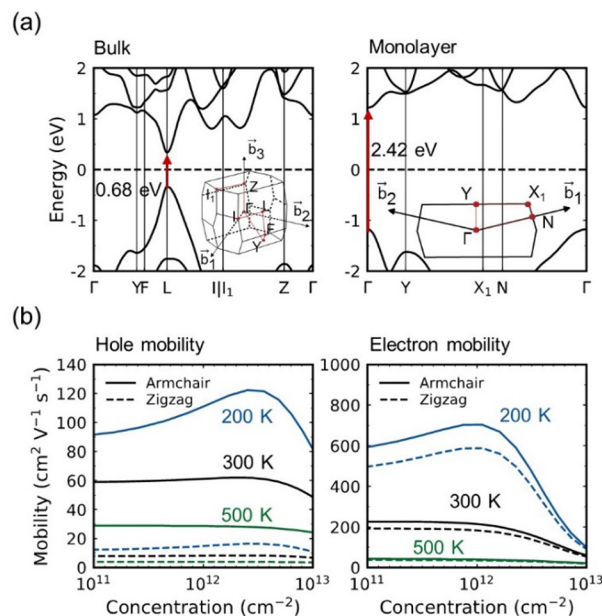 (a)
Bulk
Monolayer
Energy (eV)
2
1
0
-1
-2
0.68 eV
b₃
b₂
b₁
I₁
Z
Γ
I
L
F
Y
Γ Y F L I|I₁ Z Γ
2
1
0
-1
-2
2.42 eV
b₂
b₁
Y
X₁
N
Γ
Γ Y X₁ N Γ
(b)
Hole mobility
Electron mobility
Mobility (cm² V⁻¹ s⁻¹)
140
120
100
80
60
40
20
0
Armchair
Zigzag
200 K
300 K
500 K
10¹¹ 10¹² 10¹³
Concentration (cm⁻²)
1000
800
600
400
200
0
Armchair
Zigzag
200 K
300 K
500 K
10¹¹ 10¹² 10¹³
Concentration (cm⁻²)